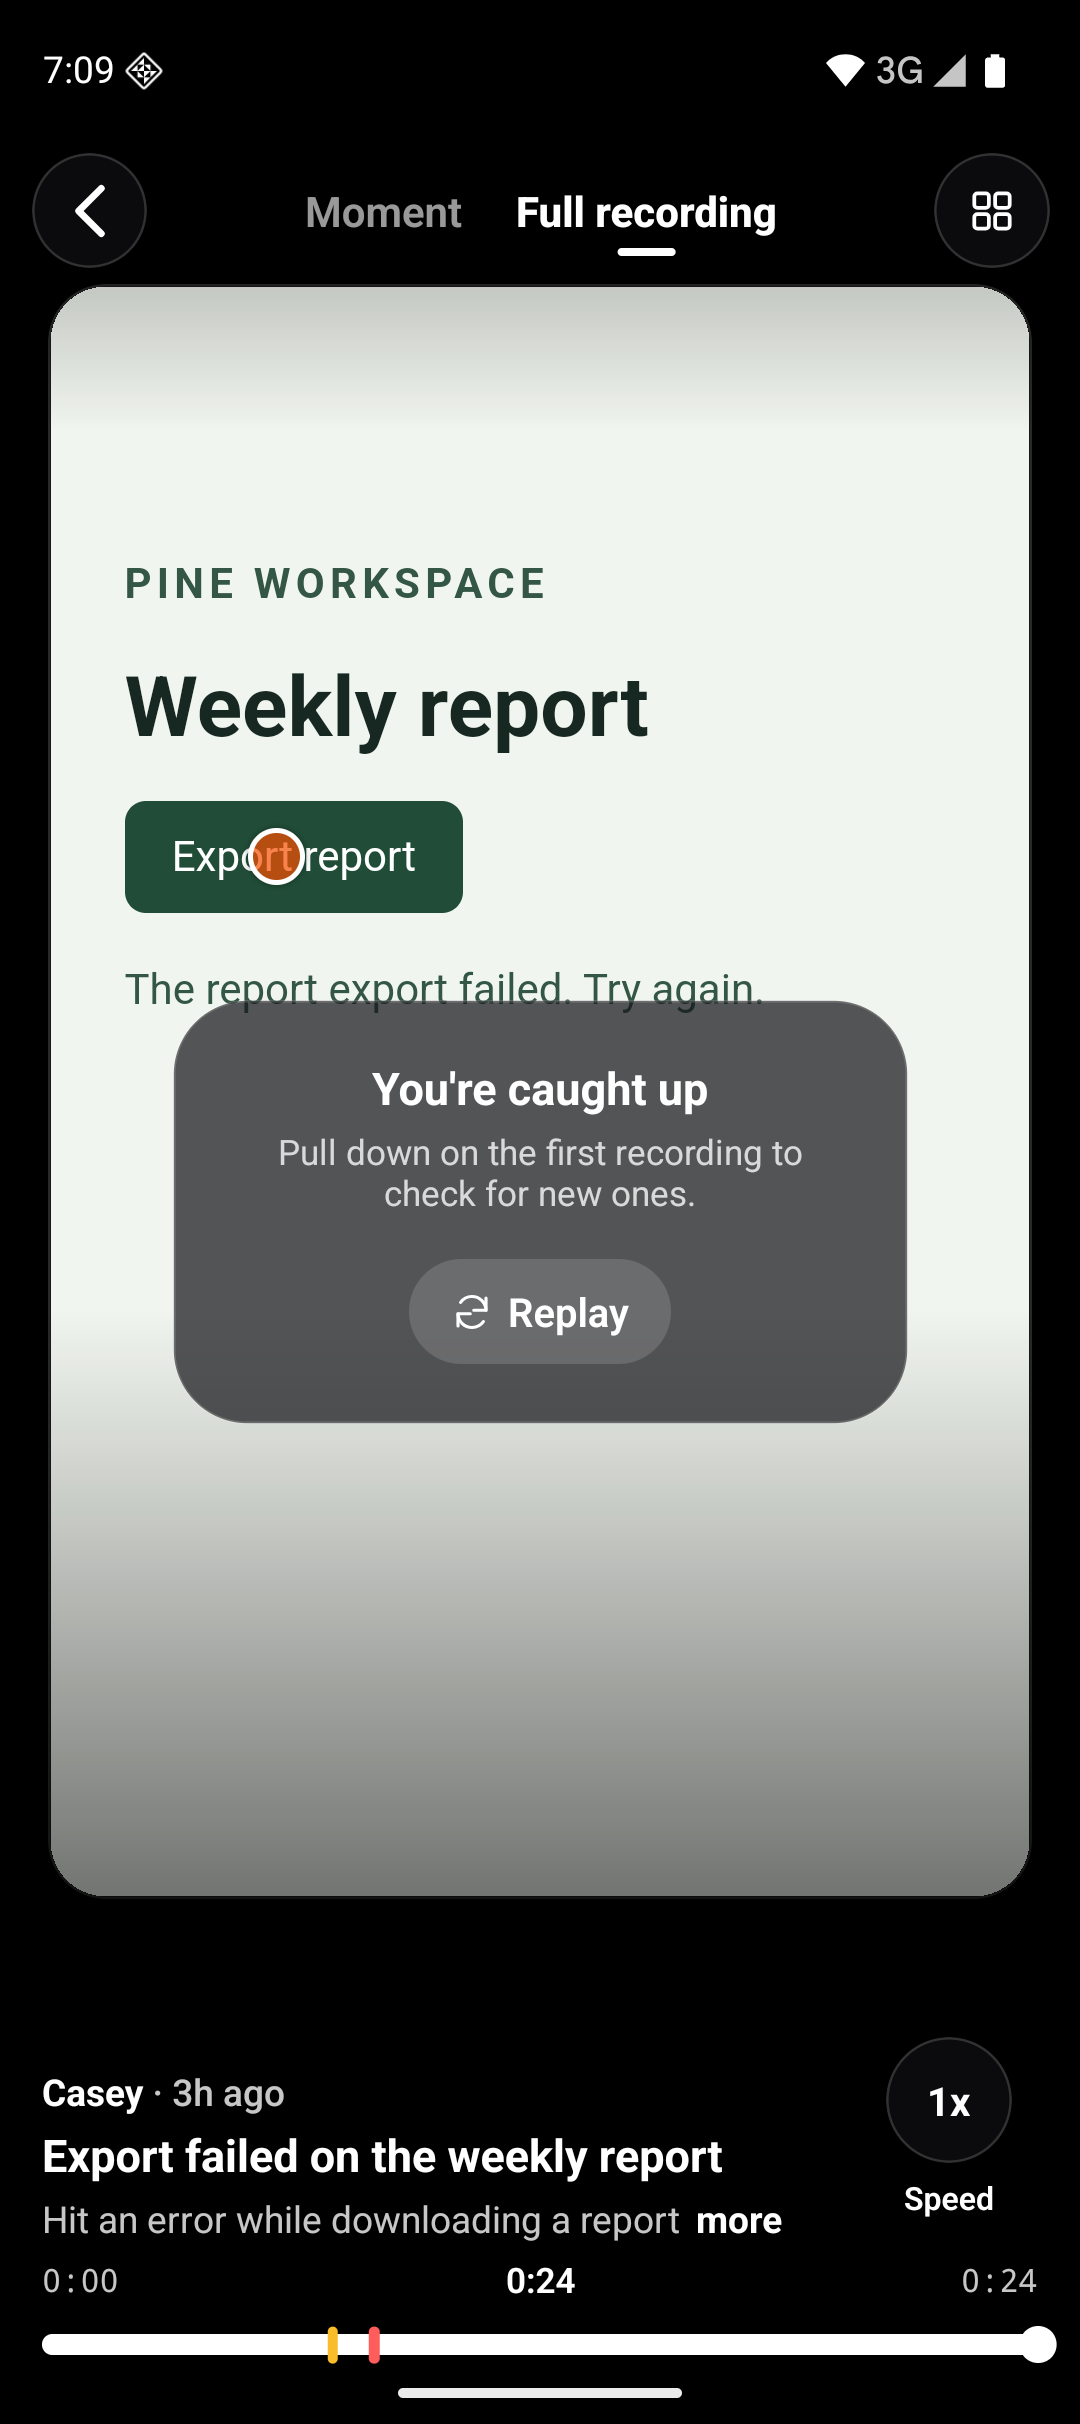 7:09
3G
Moment
Full recording
PINE WORKSPACE
Weekly report
Export report
The report export failed. Try again.
You're caught up
Pull down on the first recording to
check for new ones.
Replay
Casey · 3h ago
1x
Export failed on the weekly report
Speed
Hit an error while downloading a report more
0:00
0:24
0:24